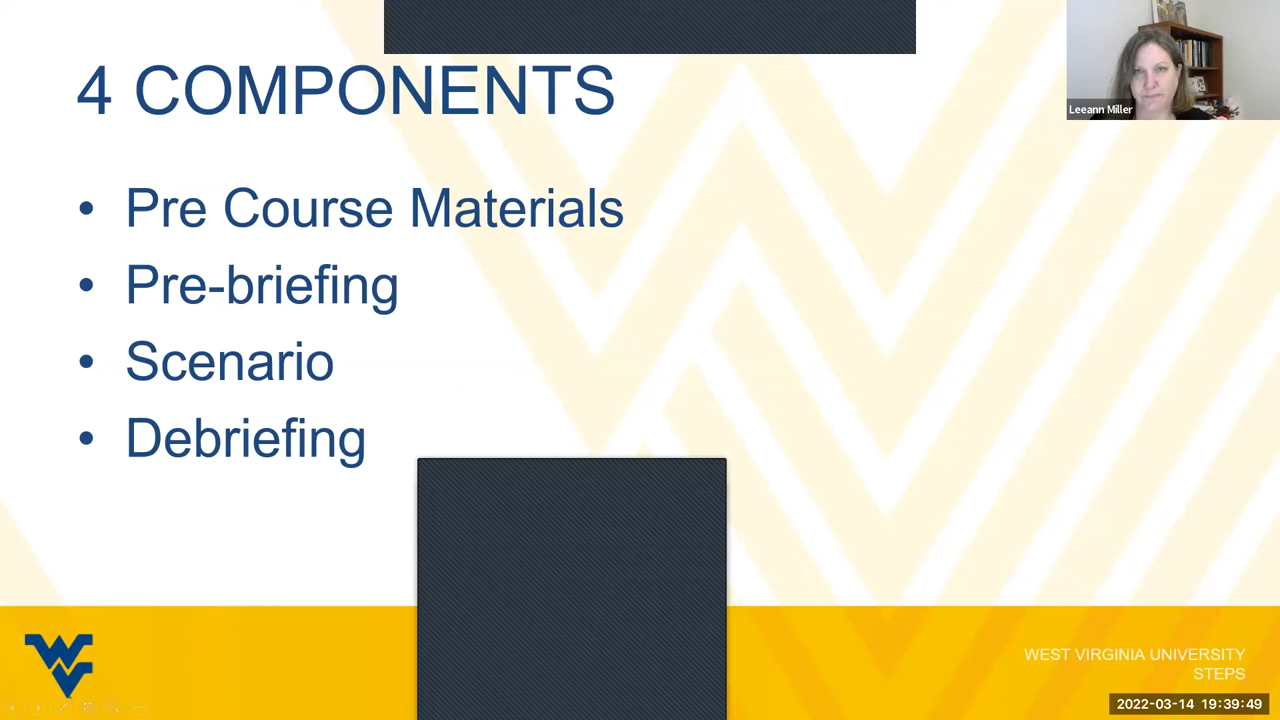 4 COMPONENTS
Leeann Miller
• Pre Course Materials
• Pre-briefing
• Scenario
• Debriefing
WV
WEST VIRGINIA UNIVERSITY
STEPS
2022-03-14 19:39:49